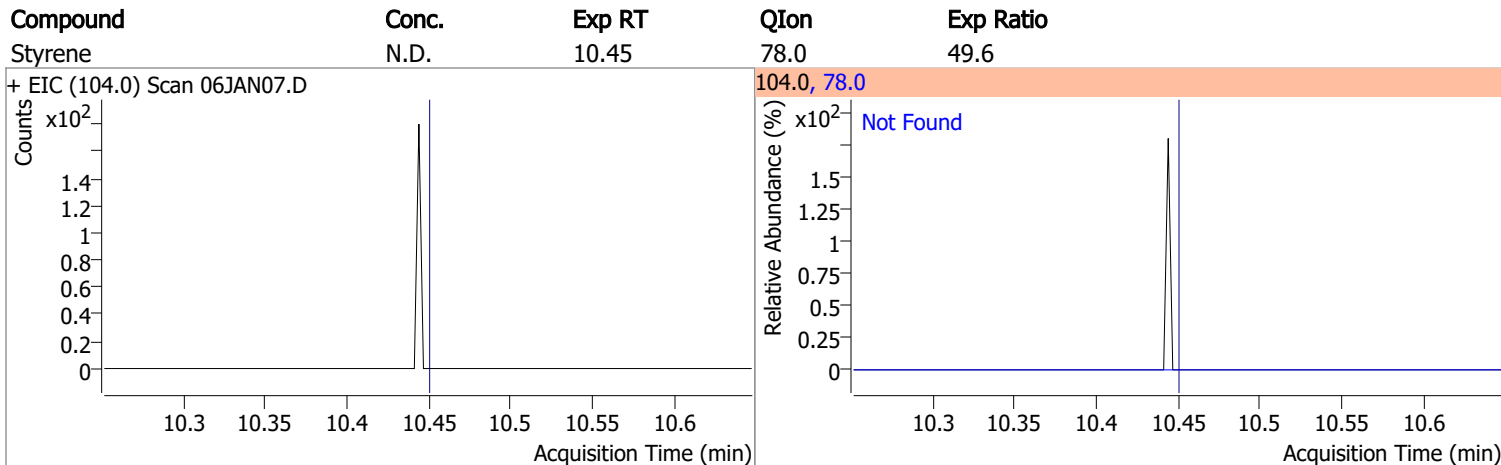 Compound Conc. Exp RT QIon Exp Ratio
Styrene N.D. 10.45 78.0 49.6
+ EIC (104.0) Scan 06JAN07.D
Counts
x10²
1.4
1.2
1
0.8
0.6
0.4
0.2
0
10.3 10.35 10.4 10.45 10.5 10.55 10.6
Acquisition Time (min)
104.0, 78.0
Relative Abundance (%)
x10²
Not Found
1.5
1.25
1
0.75
0.5
0.25
0
10.3 10.35 10.4 10.45 10.5 10.55 10.6
Acquisition Time (min)